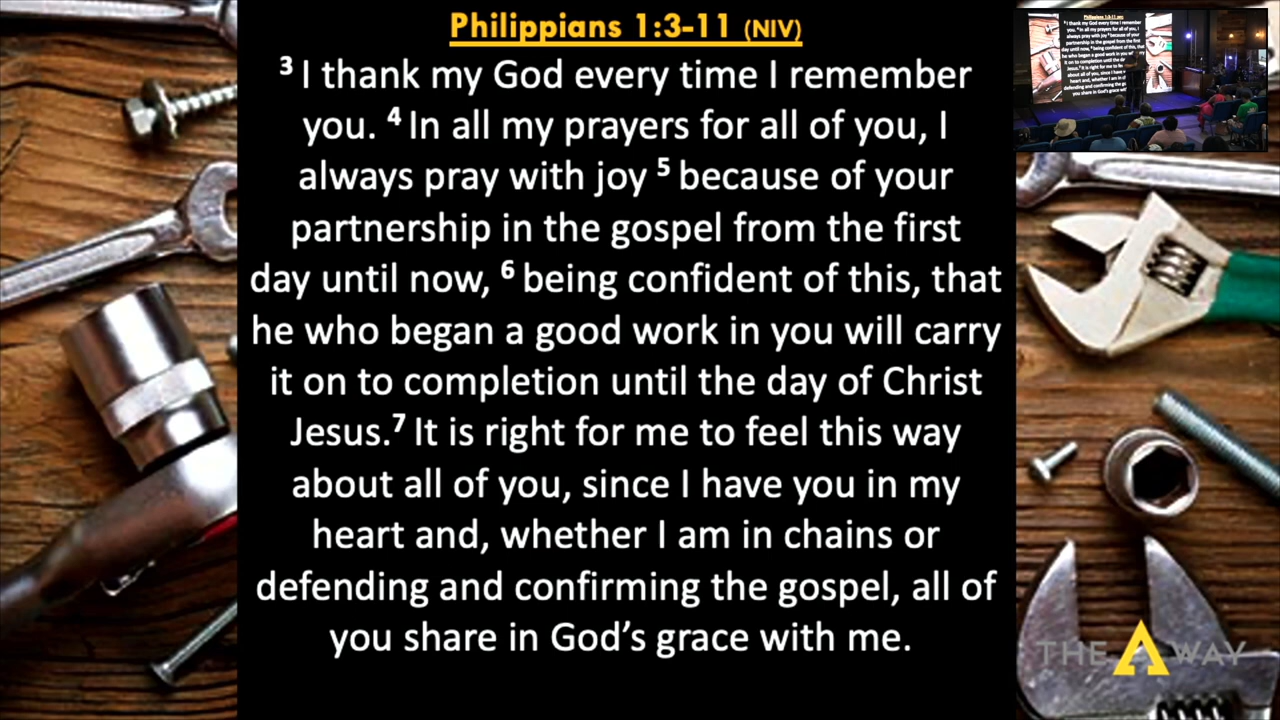 Philippians 1:3-11 (NIV)
³ I thank my God every time I remember
you. ⁴ In all my prayers for all of you, I
always pray with joy ⁵ because of your
partnership in the gospel from the first
day until now, ⁶ being confident of this, that
he who began a good work in you will carry
it on to completion until the day of Christ
Jesus.⁷ It is right for me to feel this way
about all of you, since I have you in my
heart and, whether I am in chains or
defending and confirming the gospel, all of
you share in God’s grace with me.
THE WAY